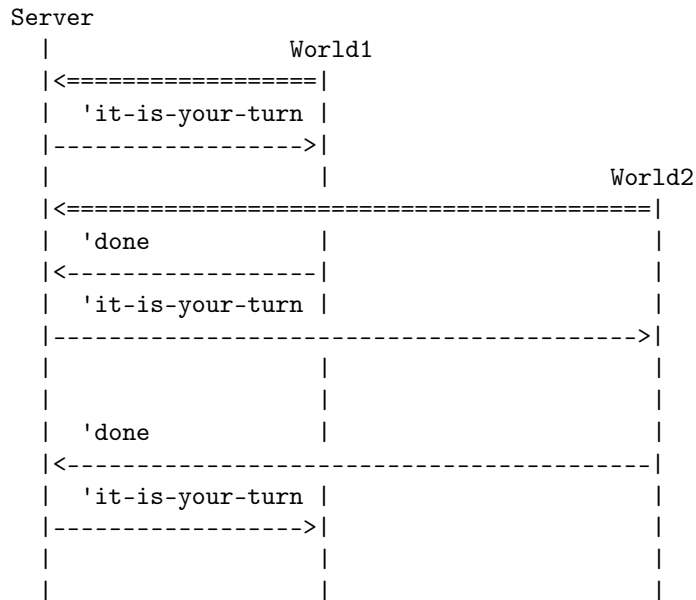 Server
|                 World1
|<==================|
|  'it-is-your-turn |
|------------------>|
|                   |                    World2
|<==========================================|
|  'done            |                       |
|<------------------|                       |
|  'it-is-your-turn |                       |
|------------------------------------------>|
|                   |                       |
|                   |                       |
|  'done            |                       |
|<------------------------------------------|
|  'it-is-your-turn |                       |
|------------------>|                       |
|                   |                       |
|                   |                       |